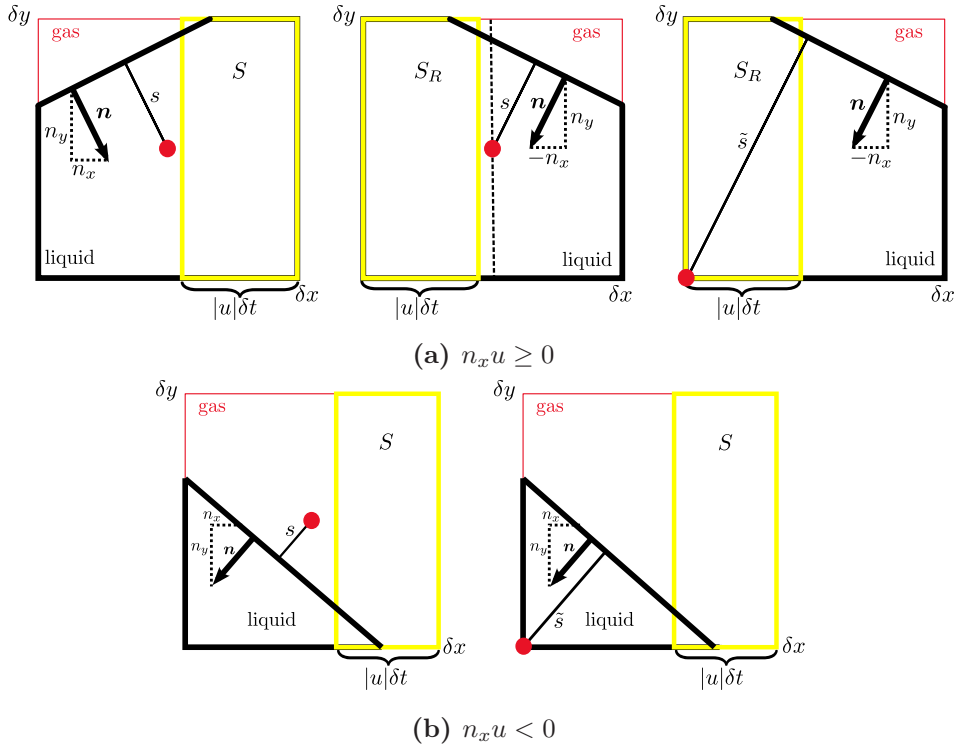 δy gas S s n n_y n_x liquid |u|δt δx
δy gas S_R s n n_y −n_x liquid |u|δt
δy gas S_R s̃ n n_y −n_x liquid |u|δt δx
(a) n_x u ≥ 0
δy gas S n_x n_y n s liquid δx |u|δt
δy gas S n_x n_y n s̃ liquid δx |u|δt
(b) n_x u < 0